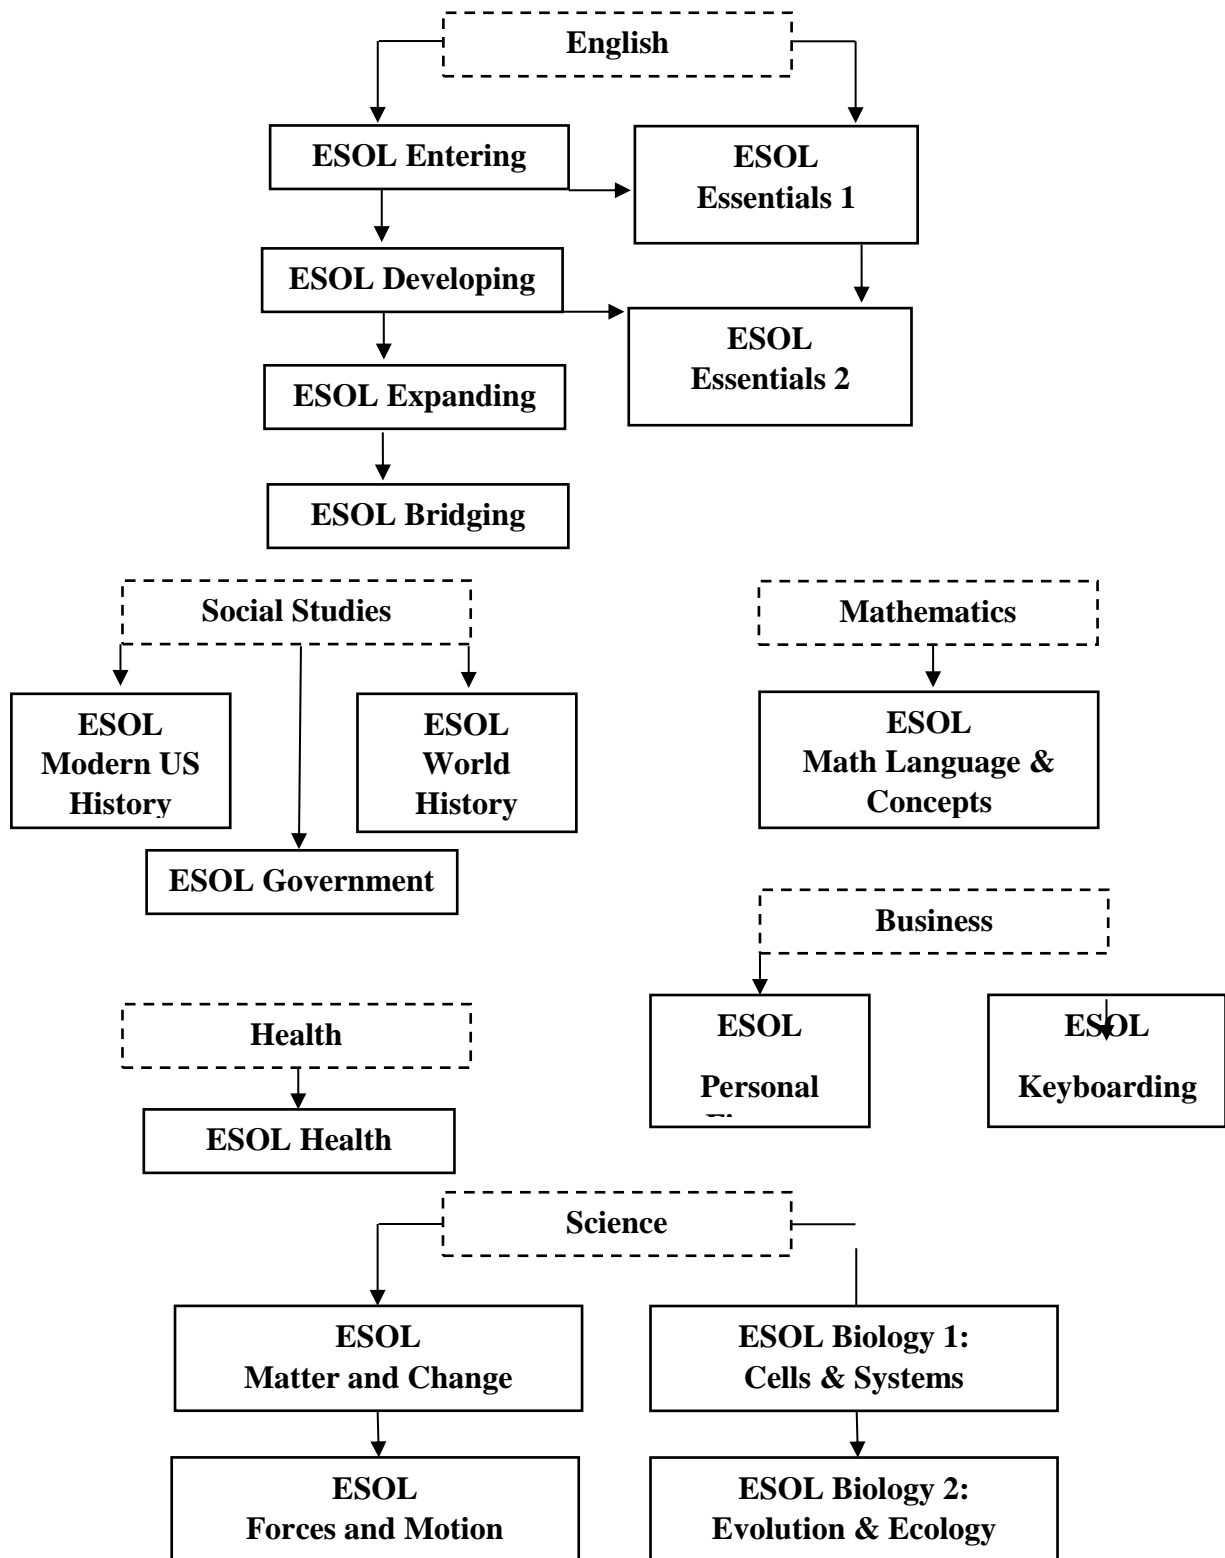 English
ESOL Entering
ESOL
Essentials 1
ESOL Developing
ESOL
Essentials 2
ESOL Expanding
ESOL Bridging
Social Studies
Mathematics
ESOL
Modern US
History
ESOL
World
History
ESOL
Math Language &
Concepts
ESOL Government
Business
Health
ESOL
Personal
ESOL
Keyboarding
ESOL Health
Science
ESOL
Matter and Change
ESOL Biology 1:
Cells & Systems
ESOL
Forces and Motion
ESOL Biology 2:
Evolution & Ecology